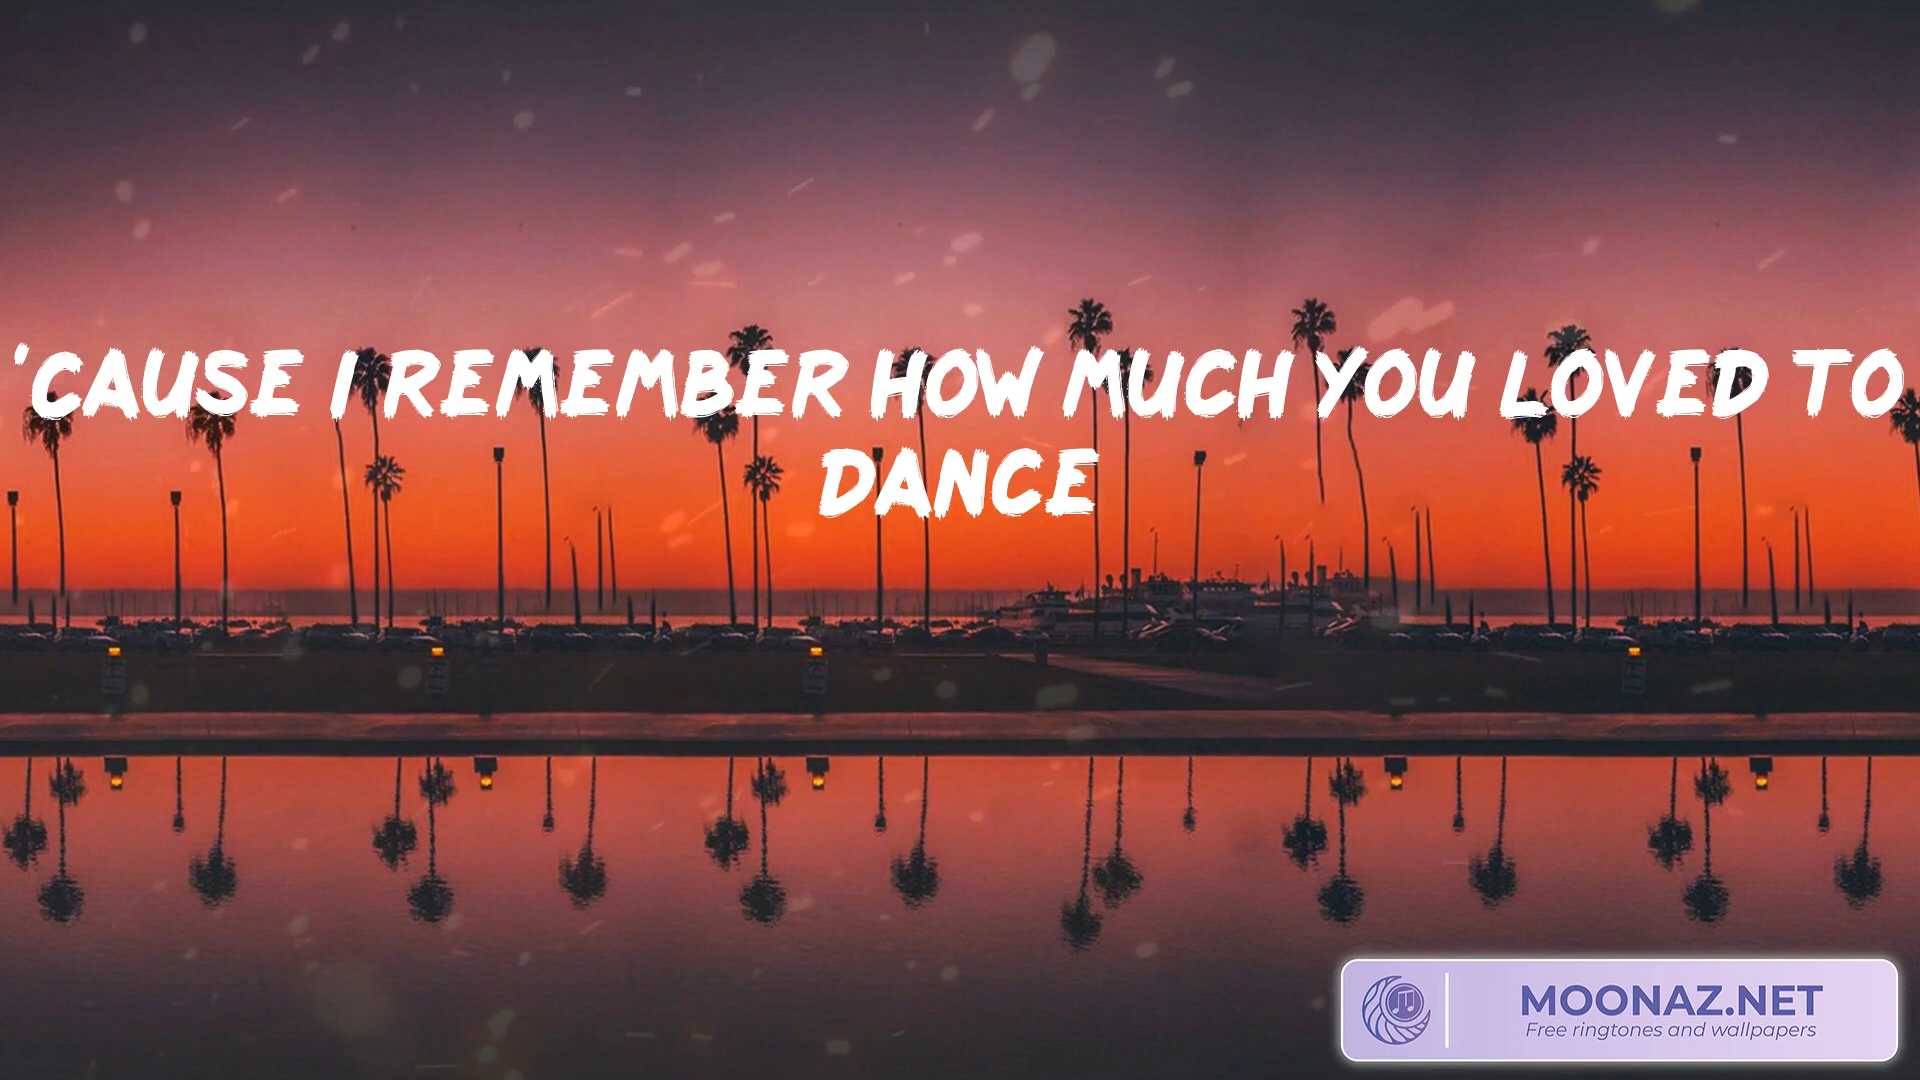 'CAUSE I REMEMBER HOW MUCH YOU LOVED TO
DANCE
MOONAZ.NET
Free ringtones and wallpapers